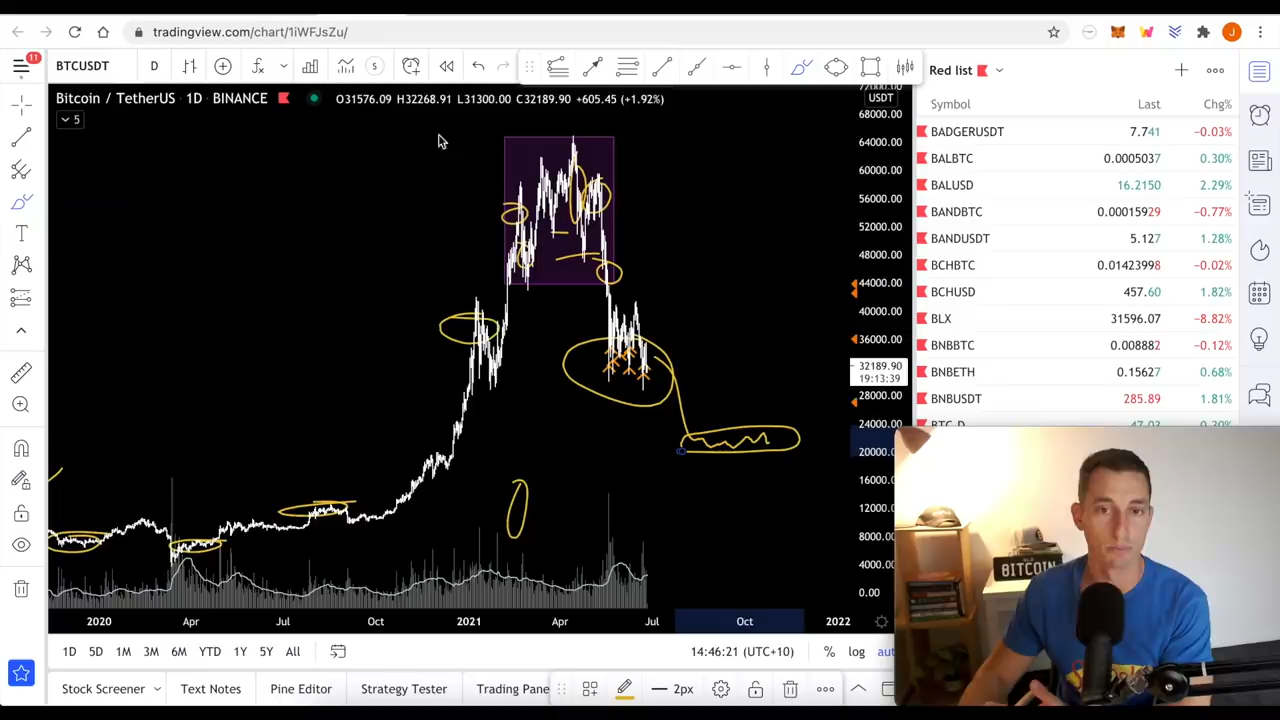 tradingview.com/chart/1iWFJsZu/
J
11
BTCUSDT D S Red list
Bitcoin / TetherUS · 1D · BINANCE O31576.09 H32268.91 L31300.00 C32189.90 +605.45 (+1.92%)
USDT
5
Symbol Last Chg%
BADGERUSDT 7.741 −0.03%
BALBTC 0.0005037 0.30%
BALUSD 16.2150 2.29%
BANDBTC 0.00015929 −0.77%
BANDUSDT 5.127 1.28%
BCHBTC 0.01423998 −0.02%
BCHUSD 457.60 1.82%
BLX 31596.07 −8.82%
BNBBTC 0.008882 −0.12%
BNBETH 0.15627 0.68%
BNBUSDT 285.89 1.81%
72000.00
68000.00
64000.00
60000.00
56000.00
52000.00
48000.00
44000.00
40000.00
36000.00
32189.90
19:13:39
28000.00
24000.00
20000.00
16000.00
12000.00
8000.00
4000.00
0.00
2020 Apr Jul Oct 2021 Apr Jul Oct 2022
1D 5D 1M 3M 6M YTD 1Y 5Y All 14:46:21 (UTC+10) % log
Stock Screener Text Notes Pine Editor Strategy Tester Trading Pane 2px
BITCOIN